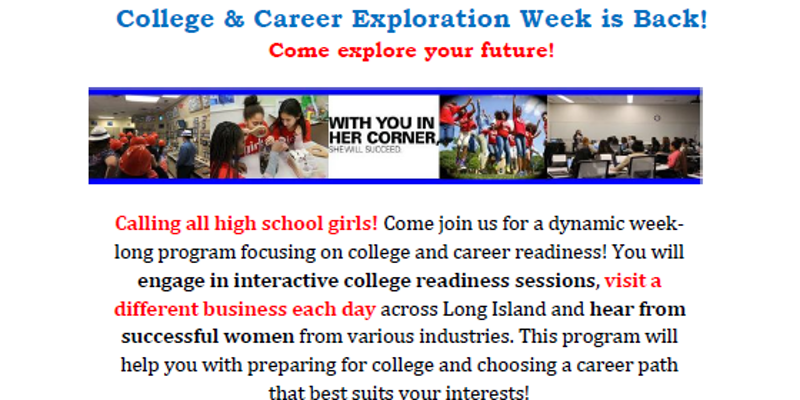 College & Career Exploration Week is Back!
Come explore your future!
WITH YOU IN
HER CORNER,
SHE WILL SUCCEED.
Calling all high school girls! Come join us for a dynamic week-
long program focusing on college and career readiness! You will
engage in interactive college readiness sessions, visit a
different business each day across Long Island and hear from
successful women from various industries. This program will
help you with preparing for college and choosing a career path
that best suits your interests!